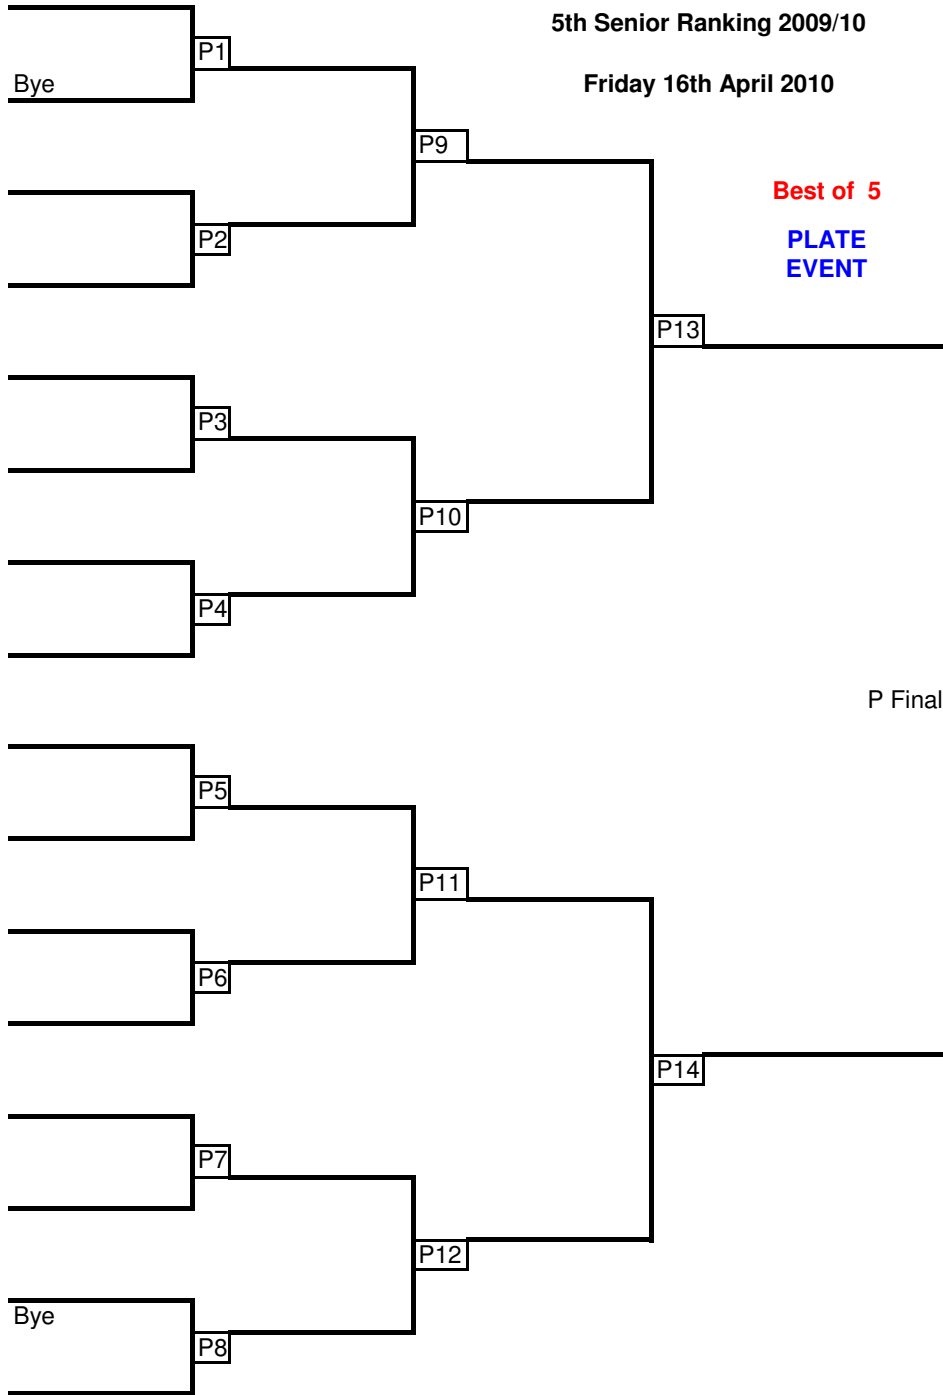 5th Senior Ranking 2009/10
P1
Bye
Friday 16th April 2010
P9
Best of  5
P2
PLATE
EVENT
P13
P3
P10
P4
P Final
P5
P11
P6
P14
P7
P12
Bye
P8